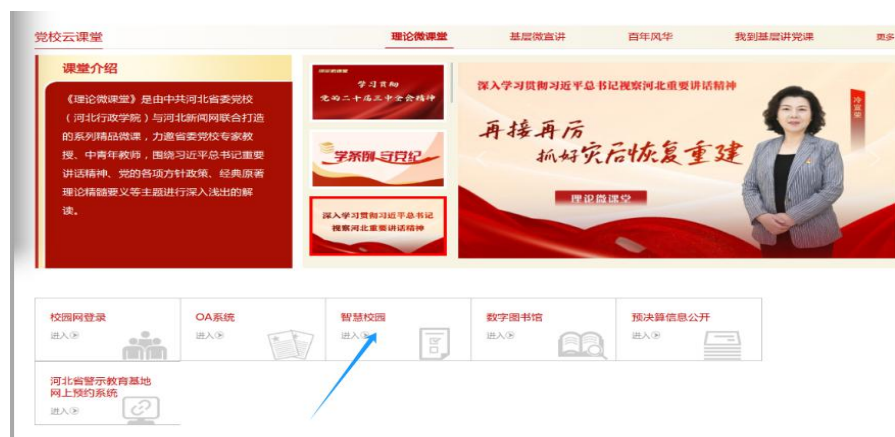 党校云课堂
理论微课堂
基层微宣讲
百年风华
我到基层讲党课
更多
课堂介绍
《理论微课堂》是由中共河北省委党校
（河北行政学院）与河北新闻网联合打造
的系列精品微课，力邀省委党校专家教
授、中青年教师，围绕习近平总书记重要
讲话精神、党的各项方针政策、经典原著
理论精髓要义等主题进行深入浅出的解
读。
学习贯彻
党的二十届三中全会精神
学条例 守党纪
深入学习贯彻习近平总书记
视察河北重要讲话精神
深入学习贯彻习近平总书记视察河北重要讲话精神
再接再厉
抓好灾后恢复重建
理论微课堂
校园网登录
进入
OA系统
进入
智慧校园
进入
数字图书馆
进入
预决算信息公开
进入
河北省警示教育基地
网上预约系统
进入